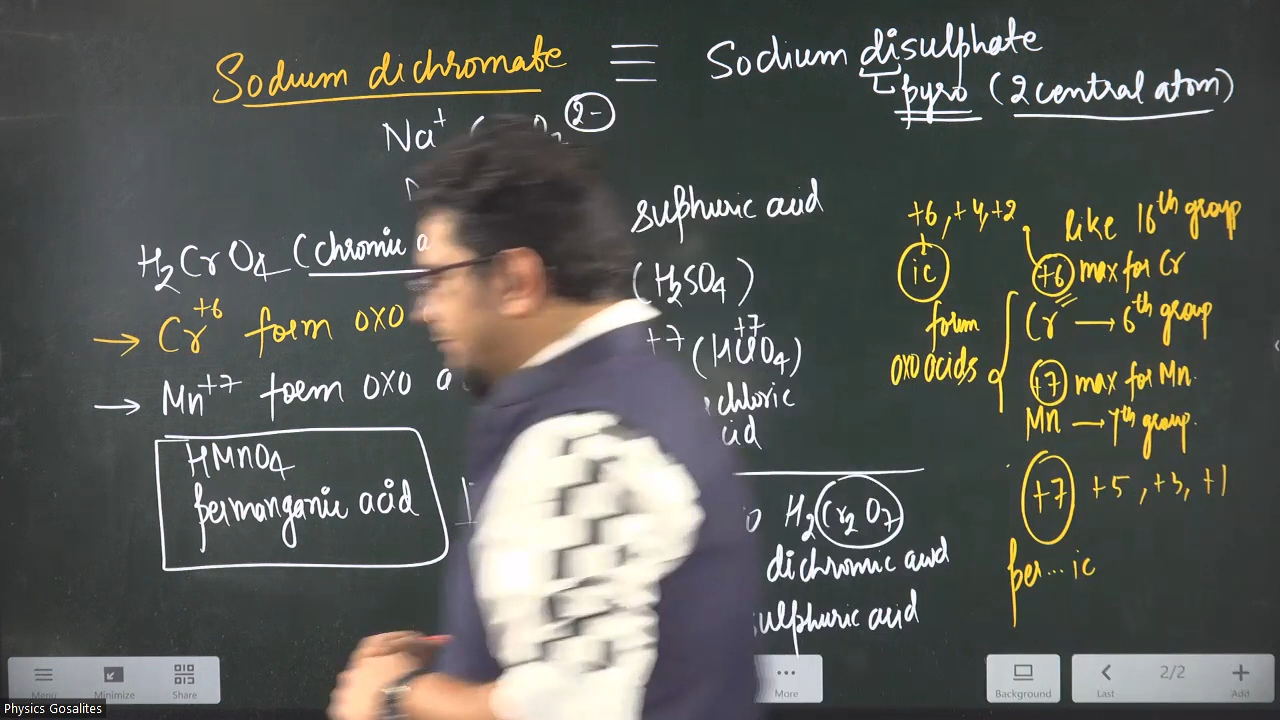 Sodium dichromate ≡ Sodium disulphate
pyro (2 central atom)
Na+ 2-
H2CrO4 (chromic a
sulphuric acid
(H2SO4)
→ Cr+6 form oxo
+7 (HClO4) +7
→ Mn+7 form oxo a
chloric
HMnO4
permanganic acid
H2Cr2O7
dichromic acid
sulphuric acid
+6, +4, +2
like 16th group
ic
+6 max for Cr
form
oxo acids
Cr → 6th group
+7 max for Mn.
Mn → 7th group.
+7 +5, +3, +1
per...ic
Menu Minimize Share More Background Last 2/2 Add
Physics Gosalites